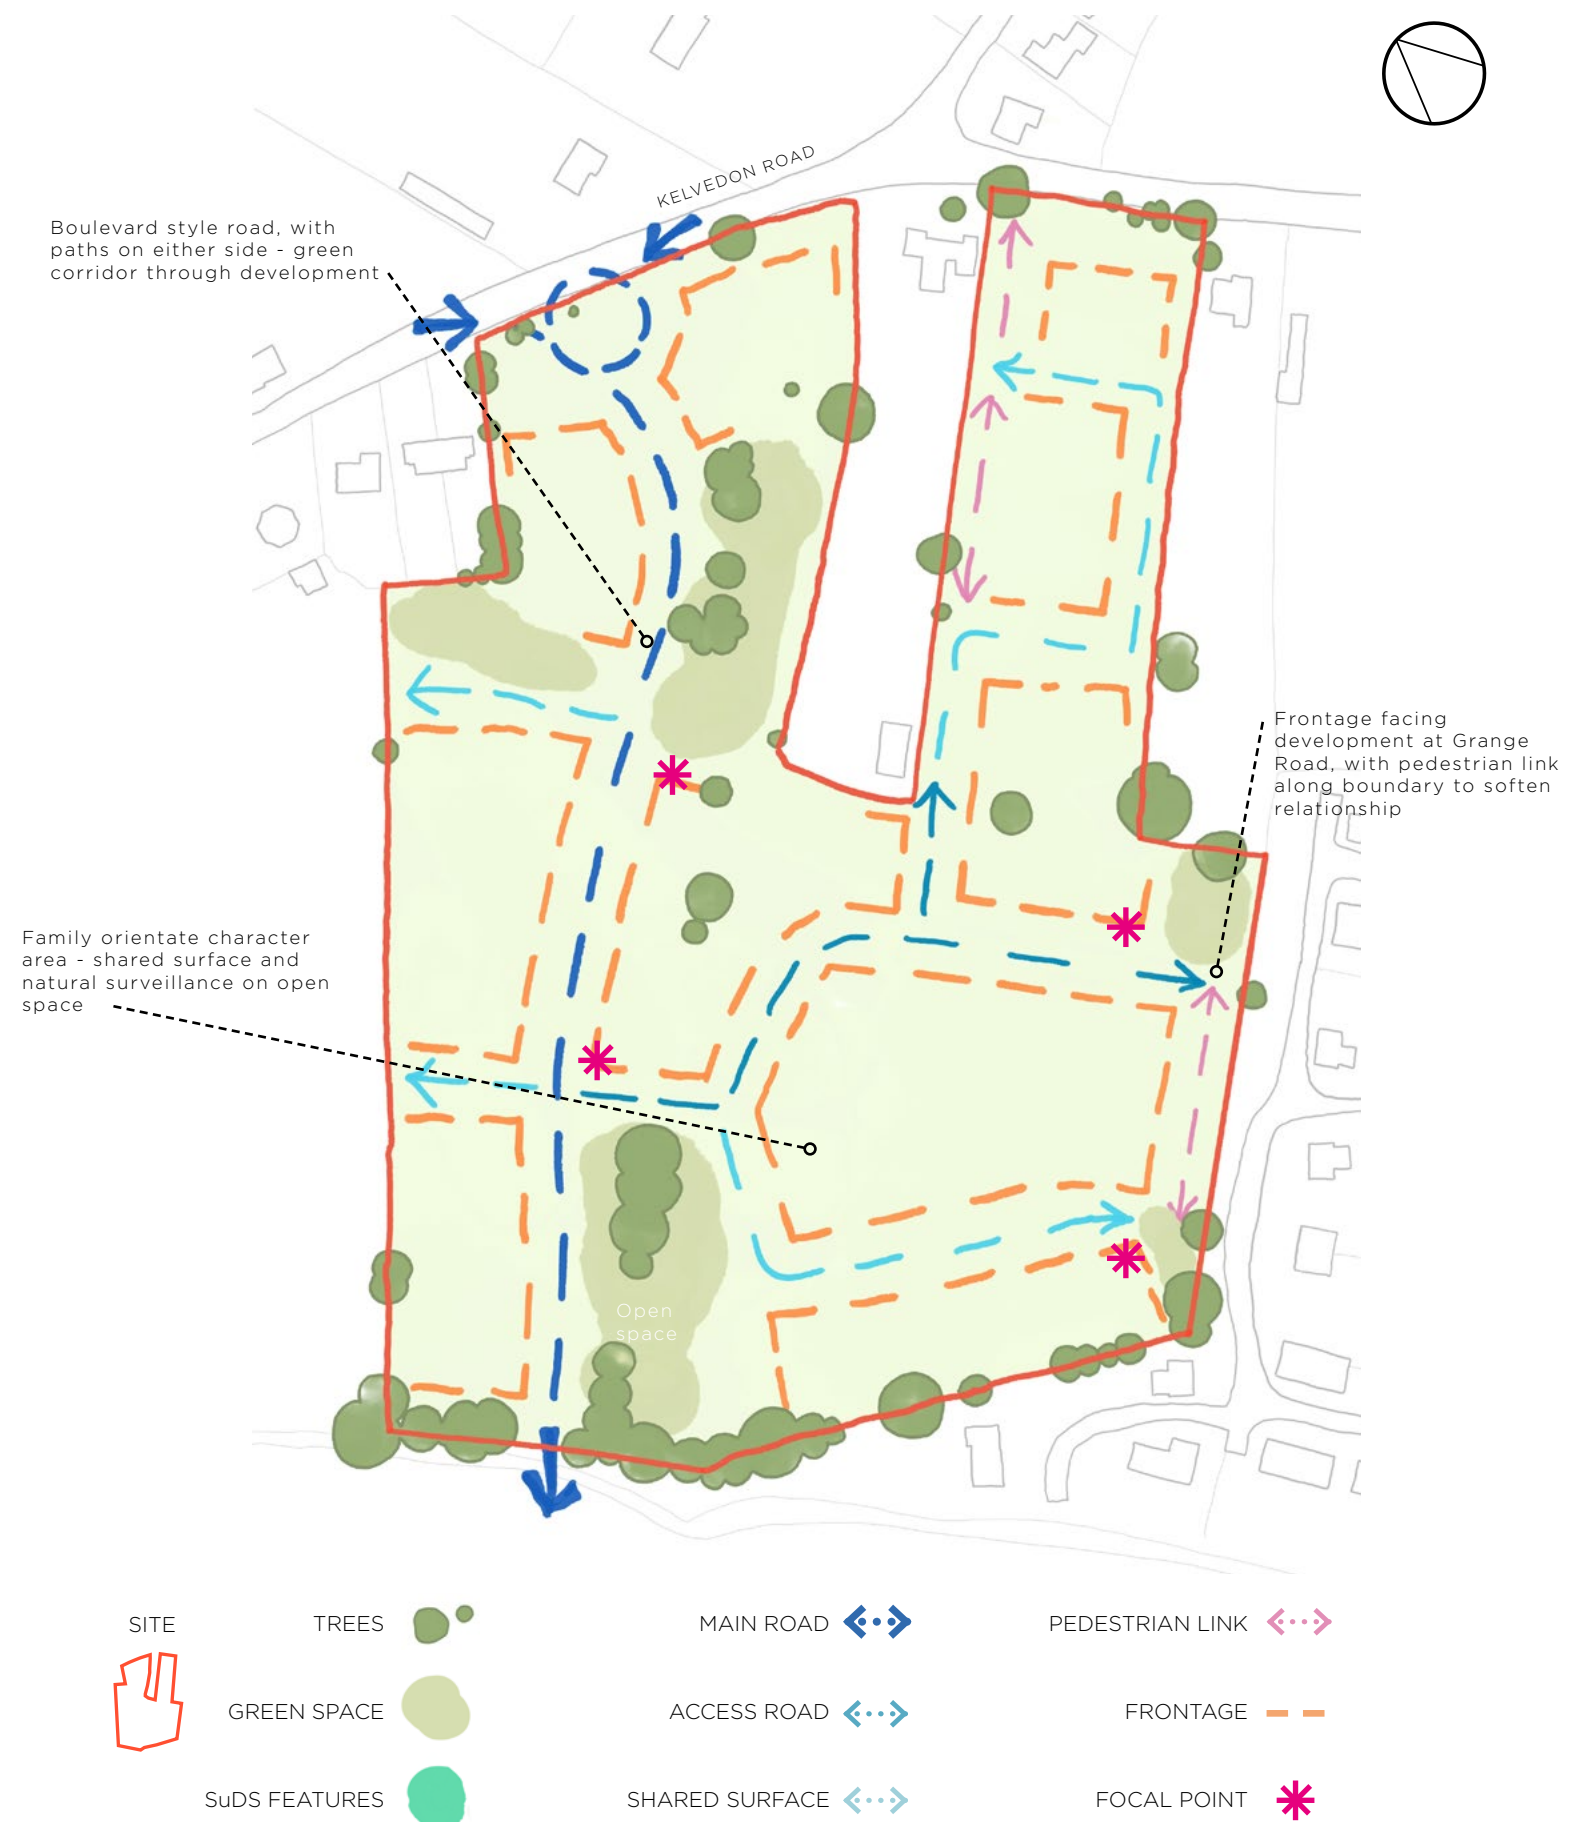 KELVEDON ROAD
Boulevard style road, with
paths on either side - green
corridor through development
Frontage facing
development at Grange
Road, with pedestrian link
along boundary to soften
relationship
Family orientate character
area - shared surface and
natural surveillance on open
space
Open
space
SITE
TREES
GREEN SPACE
SuDS FEATURES
MAIN ROAD
ACCESS ROAD
SHARED SURFACE
PEDESTRIAN LINK
FRONTAGE
FOCAL POINT